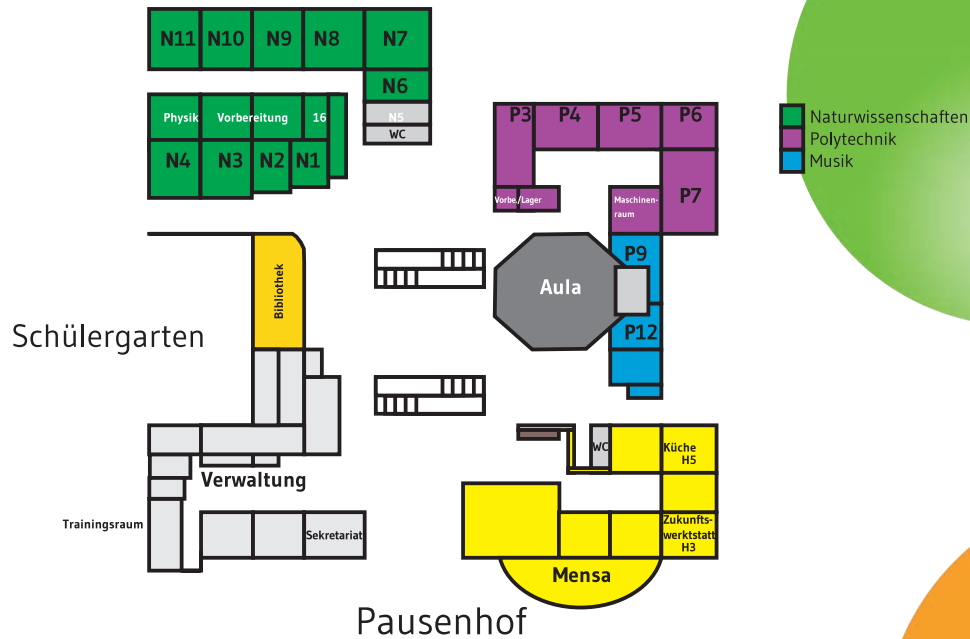 N11 N10 N9 N8 N7
N6
N5
WC
Physik Vorbereitung 16
N4 N3 N2 N1
P3 P4 P5 P6
Naturwissenschaften
Polytechnik
Musik
P7
Vorbe./Lager
Maschinen-
raum
P9
Bibliothek
Aula
P12
Schülergarten
WC
Küche
H5
Verwaltung
Trainingsraum
Sekretariat
Zukunfts-
werkstatt
H3
Mensa
Pausenhof